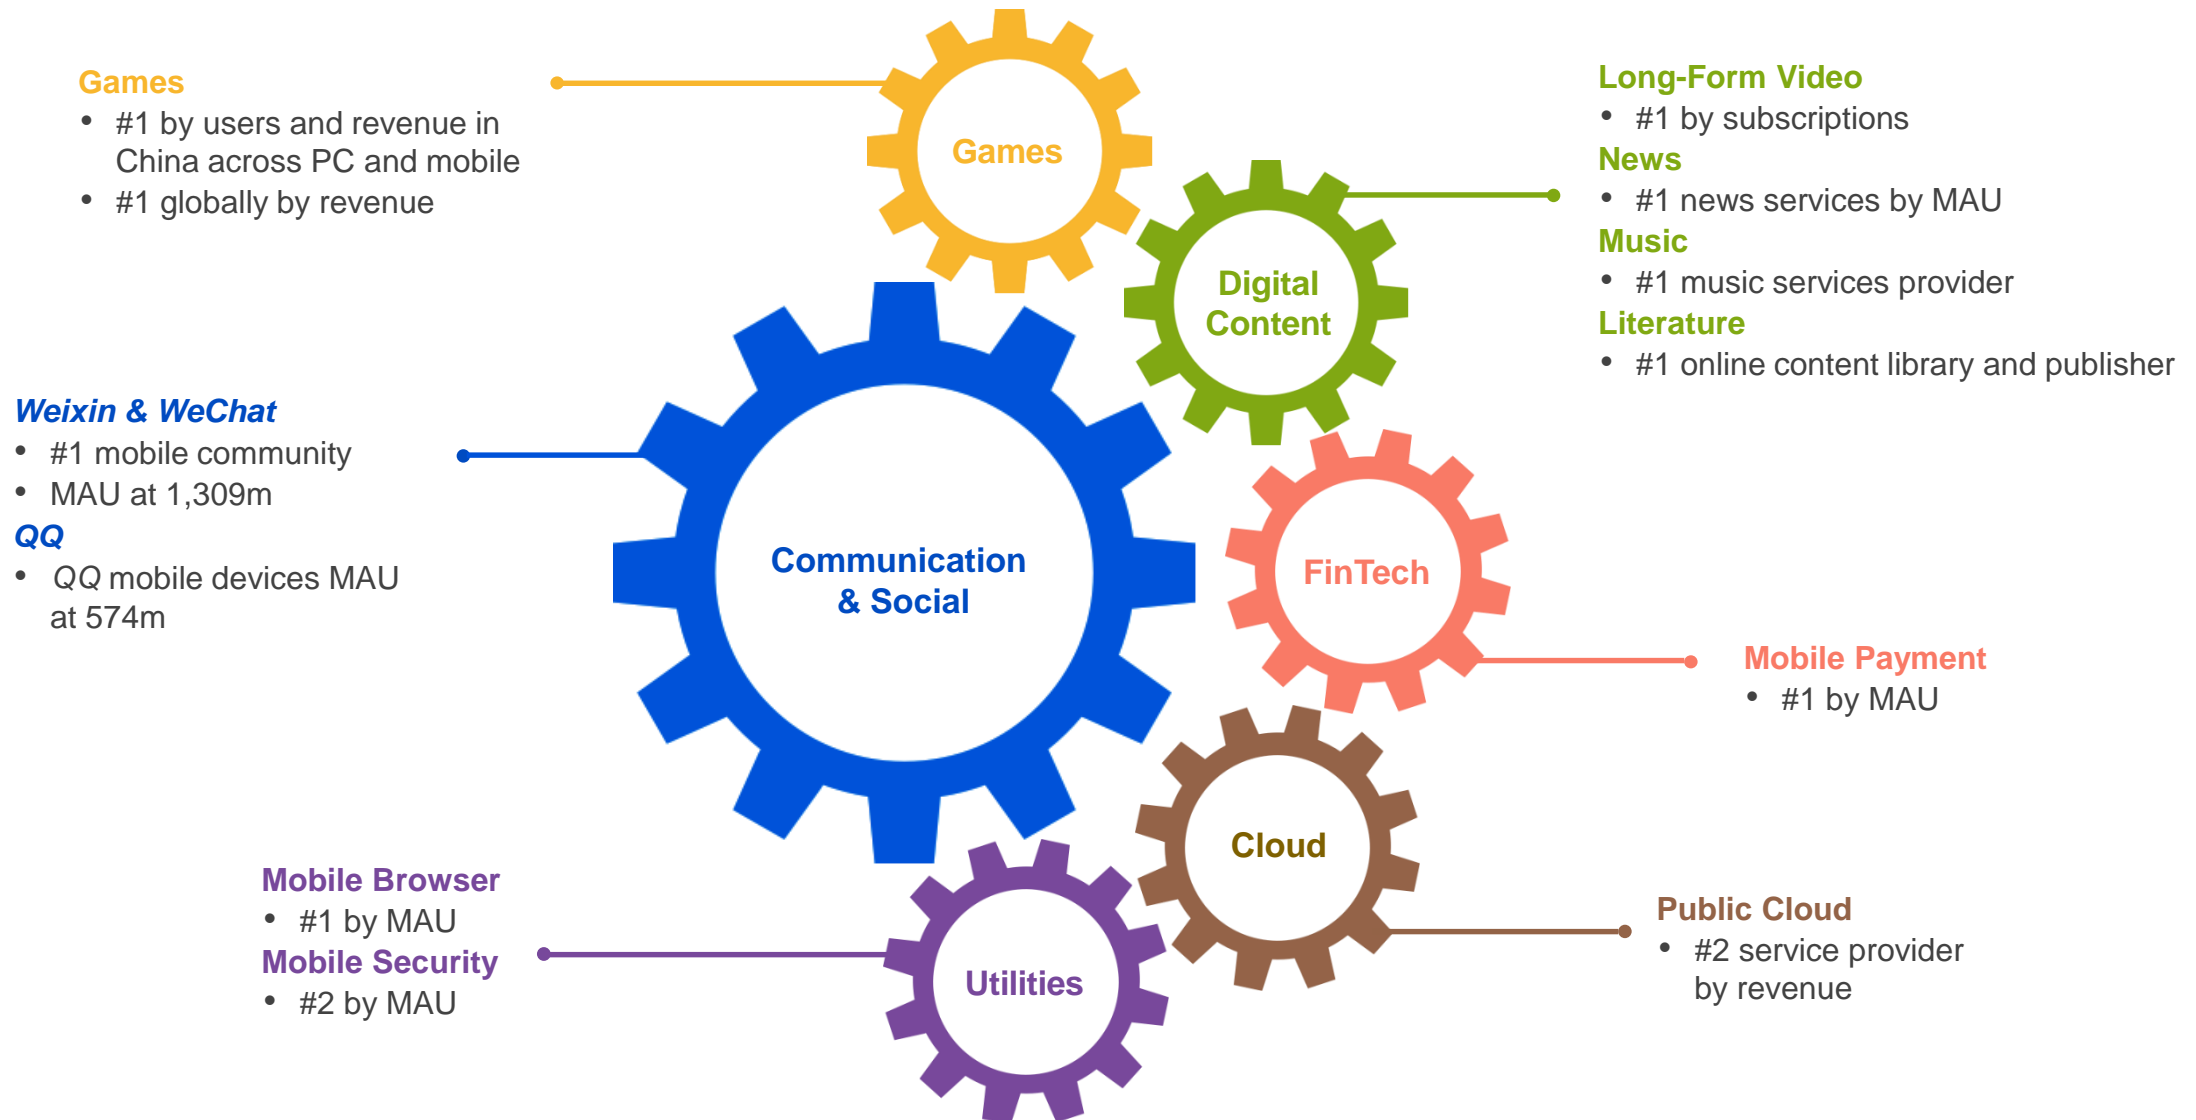 Games
• #1 by users and revenue in
China across PC and mobile
• #1 globally by revenue
Weixin & WeChat
• #1 mobile community
• MAU at 1,309m
QQ
• QQ mobile devices MAU
at 574m
Mobile Browser
• #1 by MAU
Mobile Security
• #2 by MAU
Games
Digital
Content
Communication
& Social
FinTech
Cloud
Utilities
Long-Form Video
• #1 by subscriptions
News
• #1 news services by MAU
Music
• #1 music services provider
Literature
• #1 online content library and publisher
Mobile Payment
• #1 by MAU
Public Cloud
• #2 service provider
by revenue